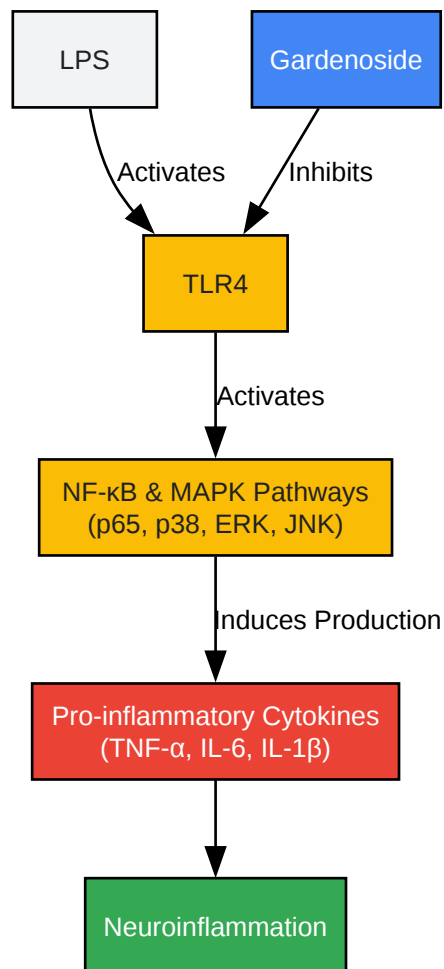 LPS
Gardenoside
Activates
Inhibits
TLR4
Activates
NF-κB & MAPK Pathways
(p65, p38, ERK, JNK)
Induces Production
Pro-inflammatory Cytokines
(TNF-α, IL-6, IL-1β)
Neuroinflammation